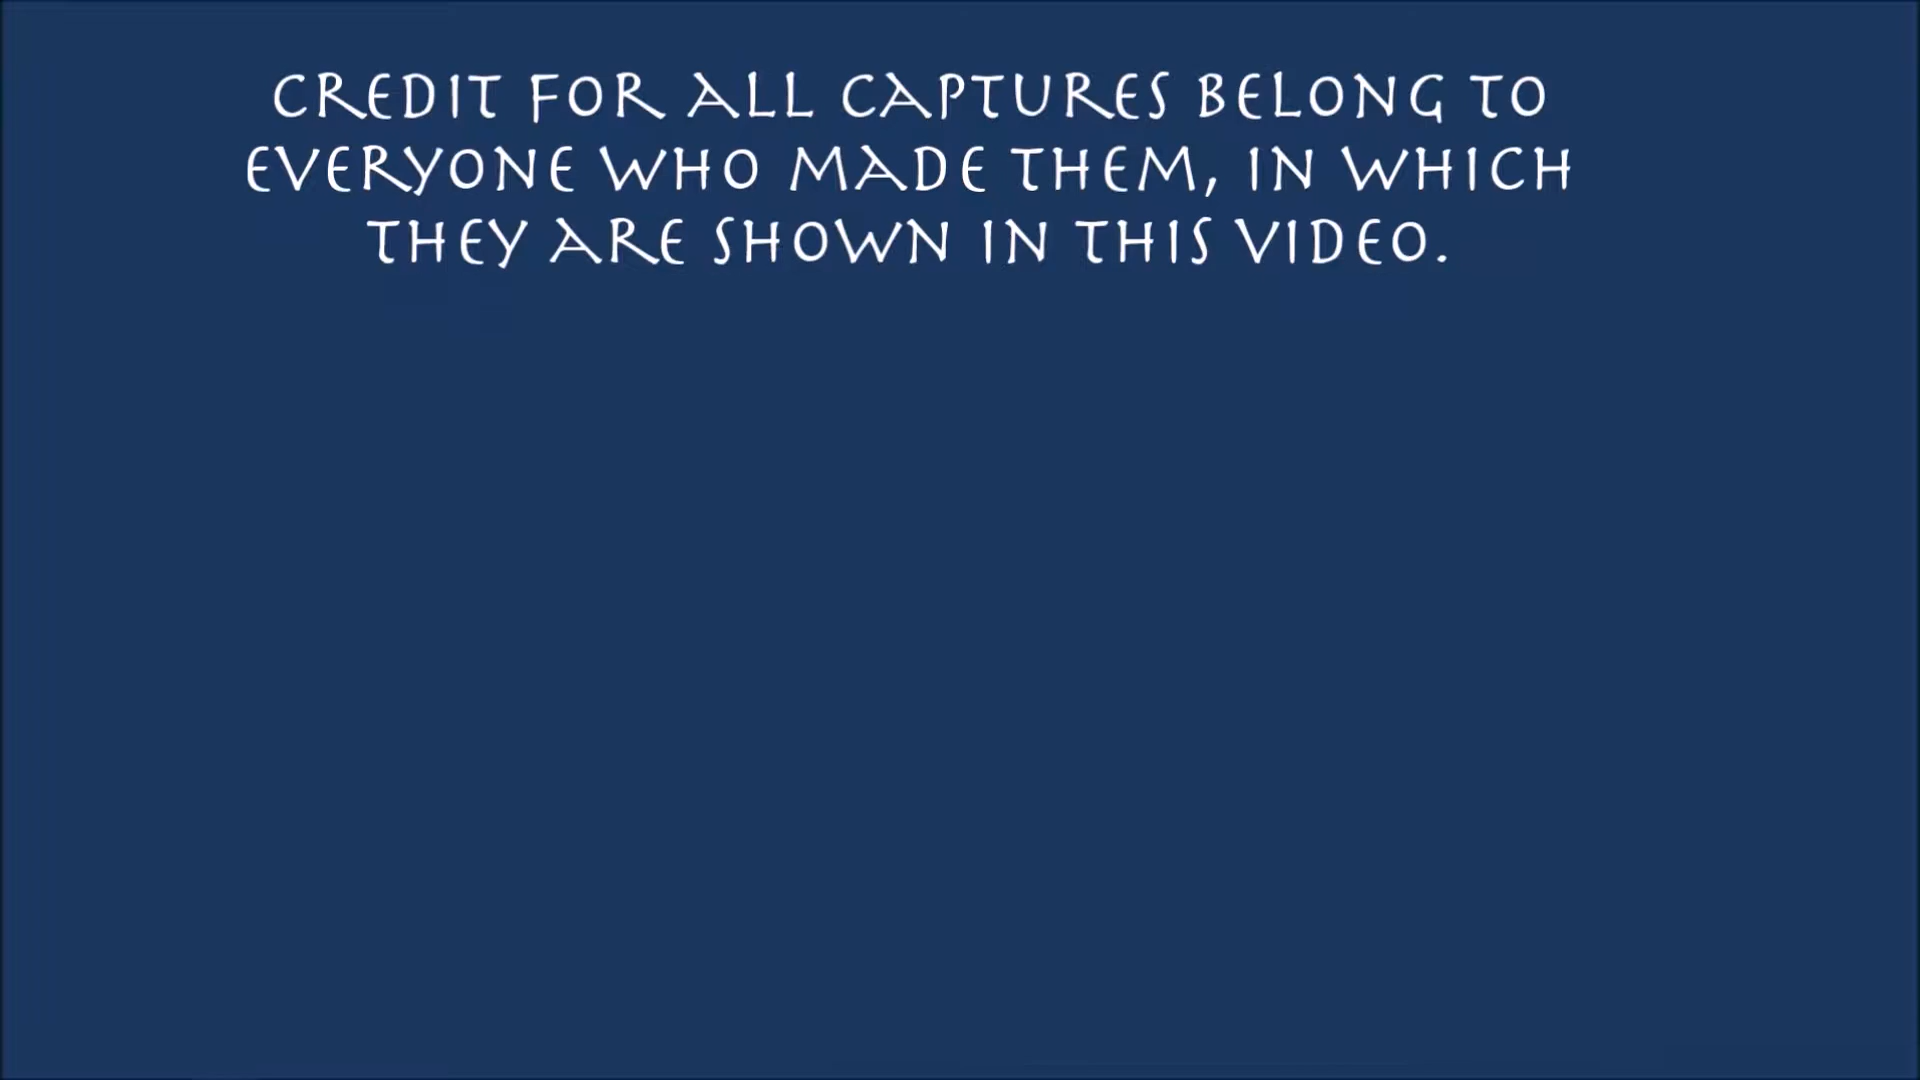 CREDIT FOR ALL CAPTURES BELONG TO
EVERYONE WHO MADE THEM, IN WHICH
THEY ARE SHOWN IN THIS VIDEO.